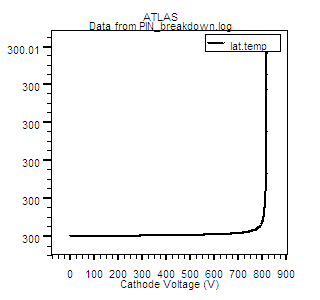 ATLAS
Data from PIN_breakdown.log
lat.temp
300.01
300
300
300
300
300
0 100 200 300 400 500 600 700 800 900
Cathode Voltage (V)